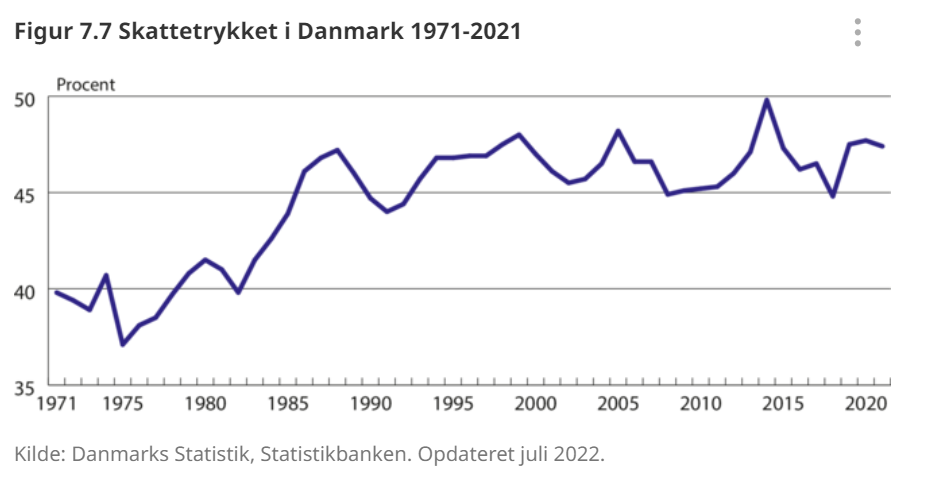 Figur 7.7 Skattetrykket i Danmark 1971-2021
Procent
50
45
40
35
1971 1975 1980 1985 1990 1995 2000 2005 2010 2015 2020
Kilde: Danmarks Statistik, Statistikbanken. Opdateret juli 2022.